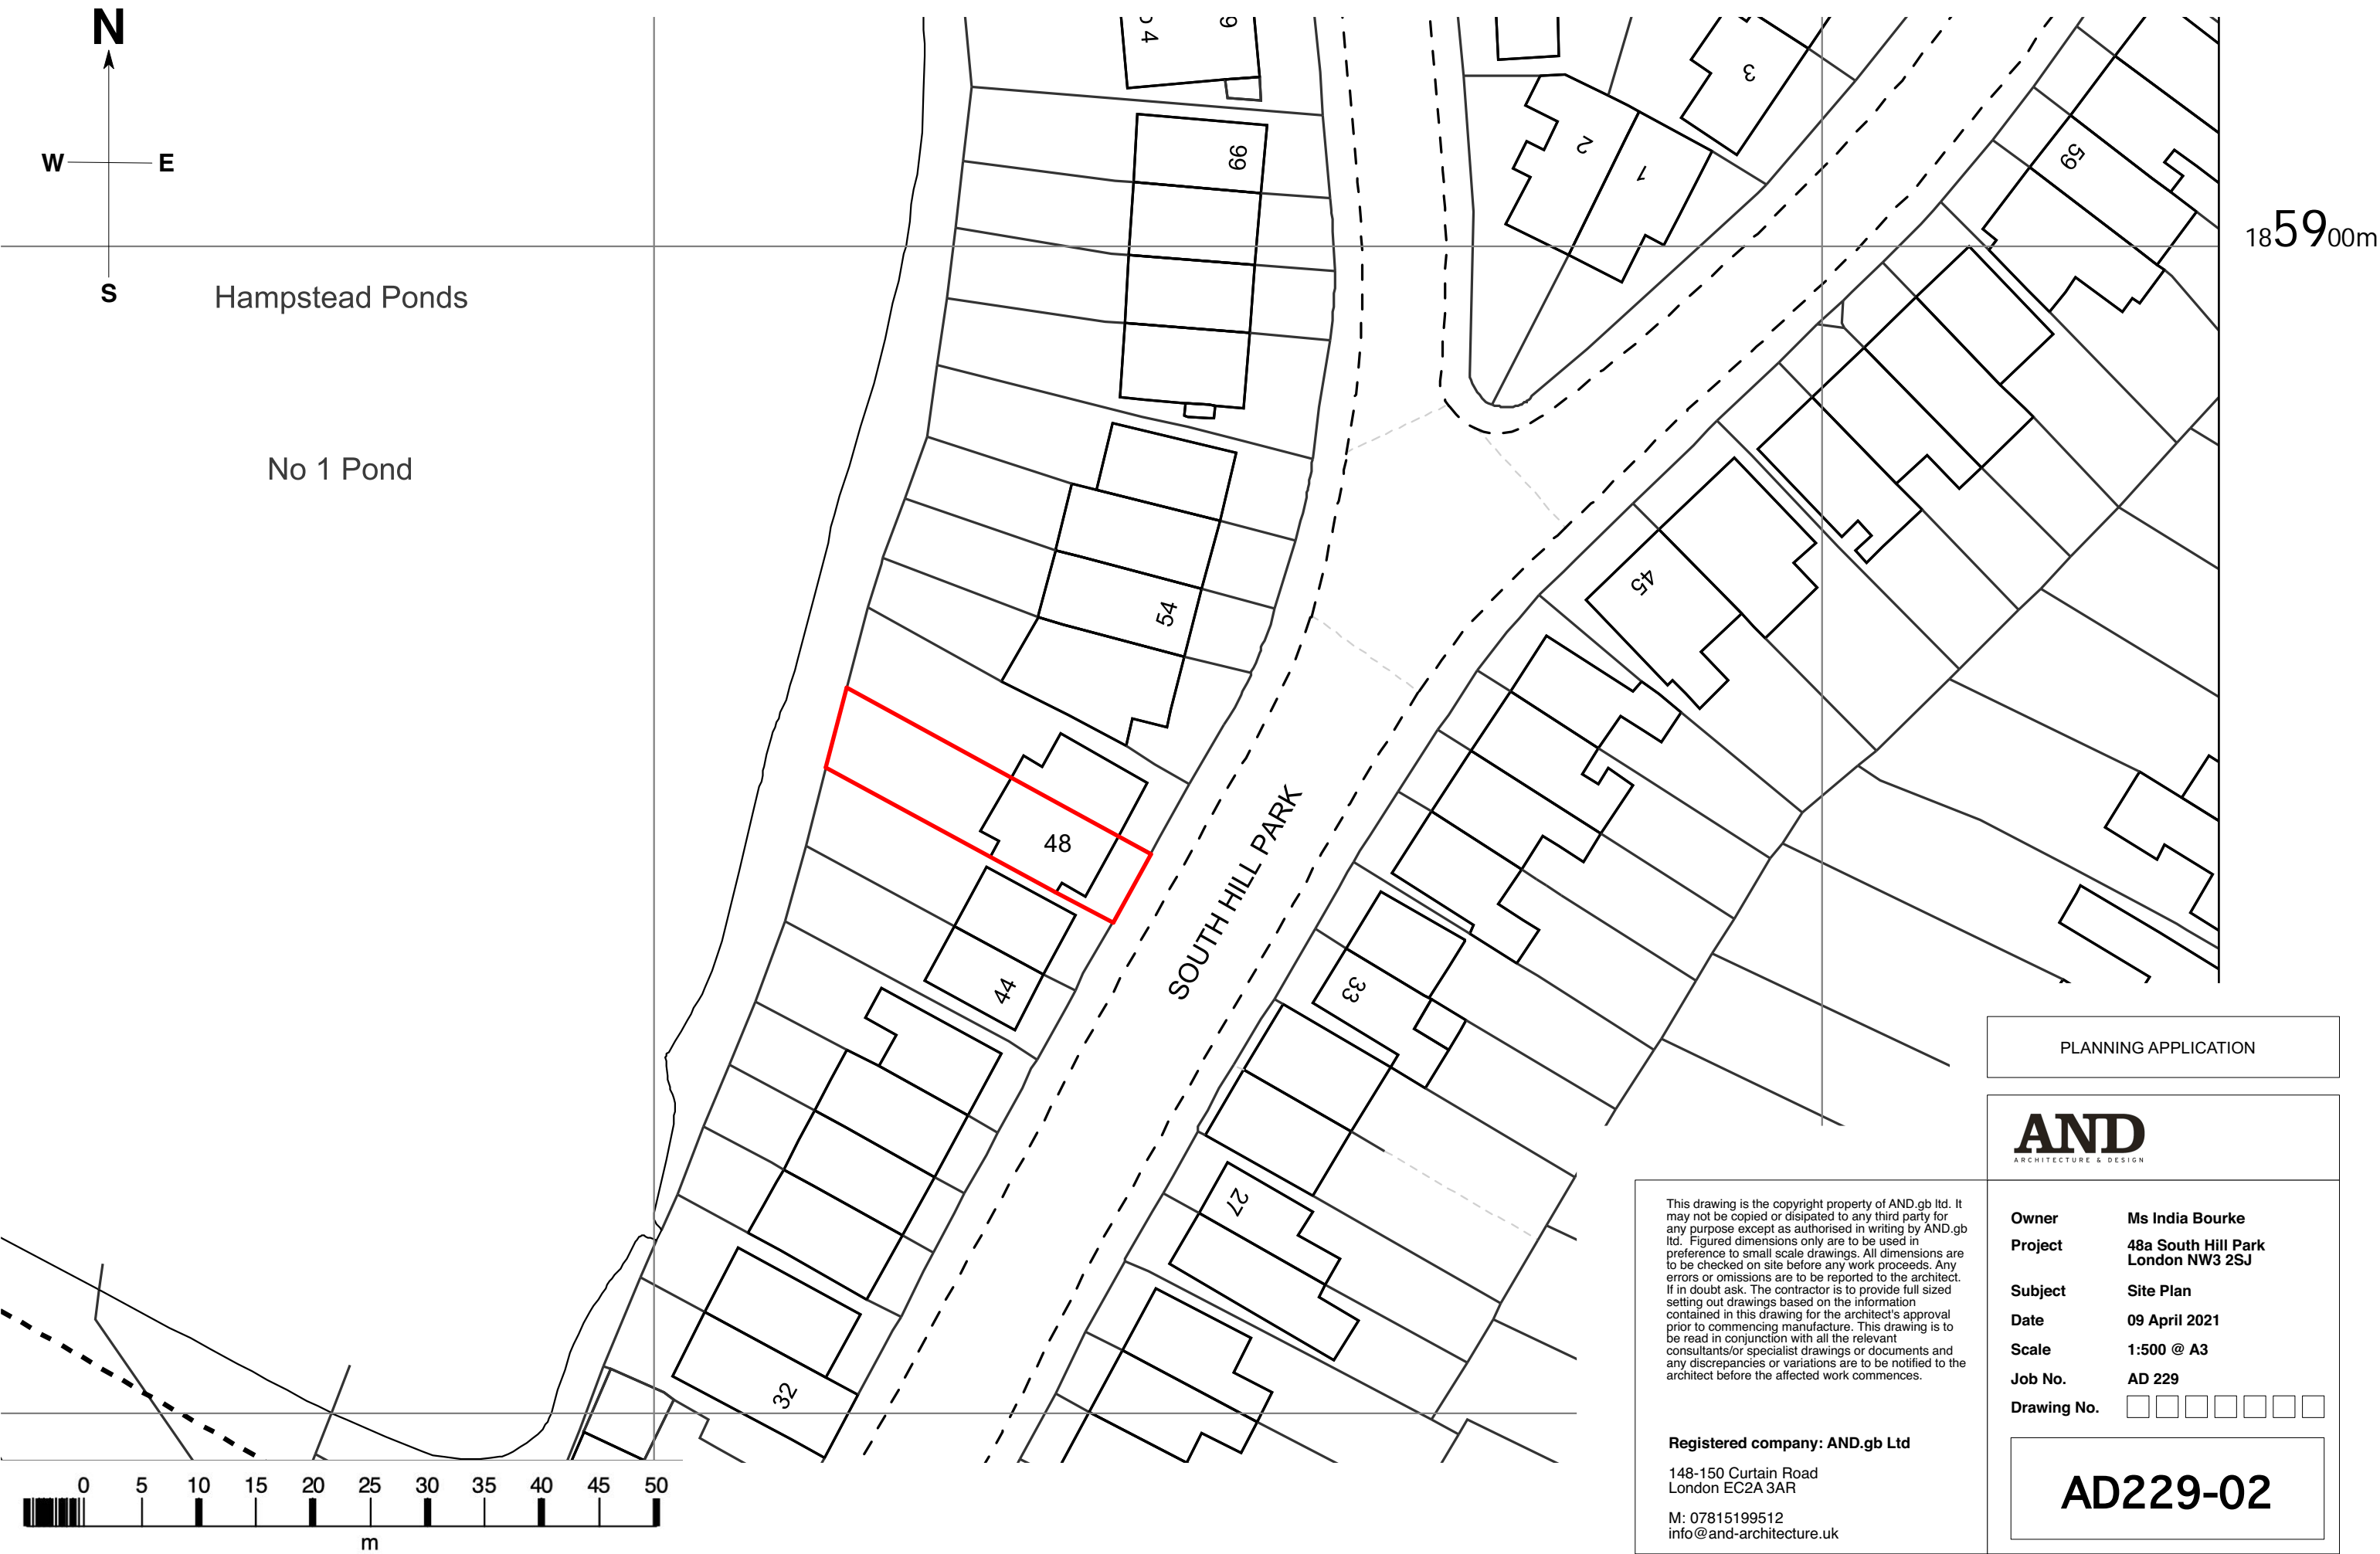 N
W E
S
Hampstead Ponds
No 1 Pond
99
3
2
1
59
185900m
54
45
48
SOUTH HILL PARK
44
33
27
32
0 5 10 15 20 25 30 35 40 45 50
m
PLANNING APPLICATION
AND
ARCHITECTURE & DESIGN
This drawing is the copyright property of AND.gb ltd. It
may not be copied or disipated to any third party for
any purpose except as authorised in writing by AND.gb
ltd. Figured dimensions only are to be used in
preference to small scale drawings. All dimensions are
to be checked on site before any work proceeds. Any
errors or omissions are to be reported to the architect.
If in doubt ask. The contractor is to provide full sized
setting out drawings based on the information
contained in this drawing for the architect's approval
prior to commencing manufacture. This drawing is to
be read in conjunction with all the relevant
consultants/or specialist drawings or documents and
any discrepancies or variations are to be notified to the
architect before the affected work commences.
Registered company: AND.gb Ltd
148-150 Curtain Road
London EC2A 3AR
M: 07815199512
info@and-architecture.uk
Owner Ms India Bourke
Project 48a South Hill Park
London NW3 2SJ
Subject Site Plan
Date 09 April 2021
Scale 1:500 @ A3
Job No. AD 229
Drawing No.
AD229-02